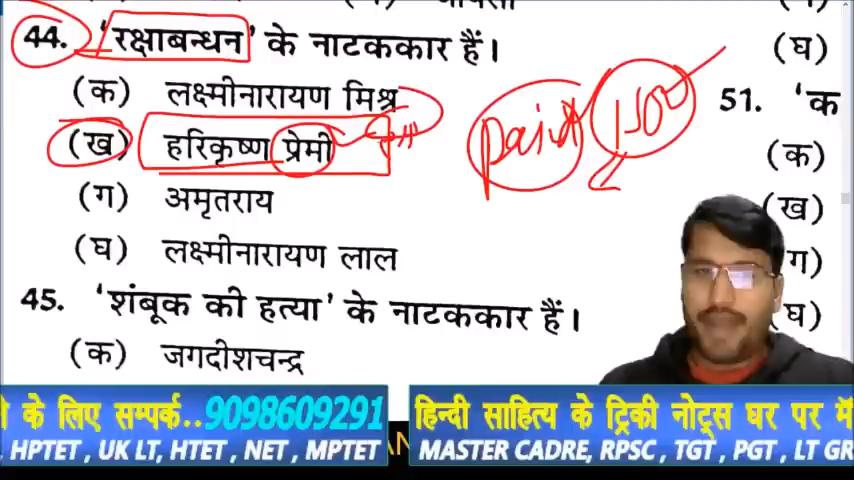 44. 'रक्षाबन्धन' के नाटककार हैं।
(क) लक्ष्मीनारायण मिश्र
(ख) हरिकृष्ण प्रेमी
(ग) अमृतराय
(घ) लक्ष्मीनारायण लाल
45. 'शंबूक की हत्या' के नाटककार हैं।
(क) जगदीशचन्द्र
(घ)
51. 'क
(क)
(ख)
ग)
घ)
के लिए सम्पर्क..9098609291
, HPTET , UK LT, HTET , NET , MPTET
हिन्दी साहित्य के ट्रिकी नोट्स घर पर में
MASTER CADRE, RPSC , TGT , PGT , LT GR